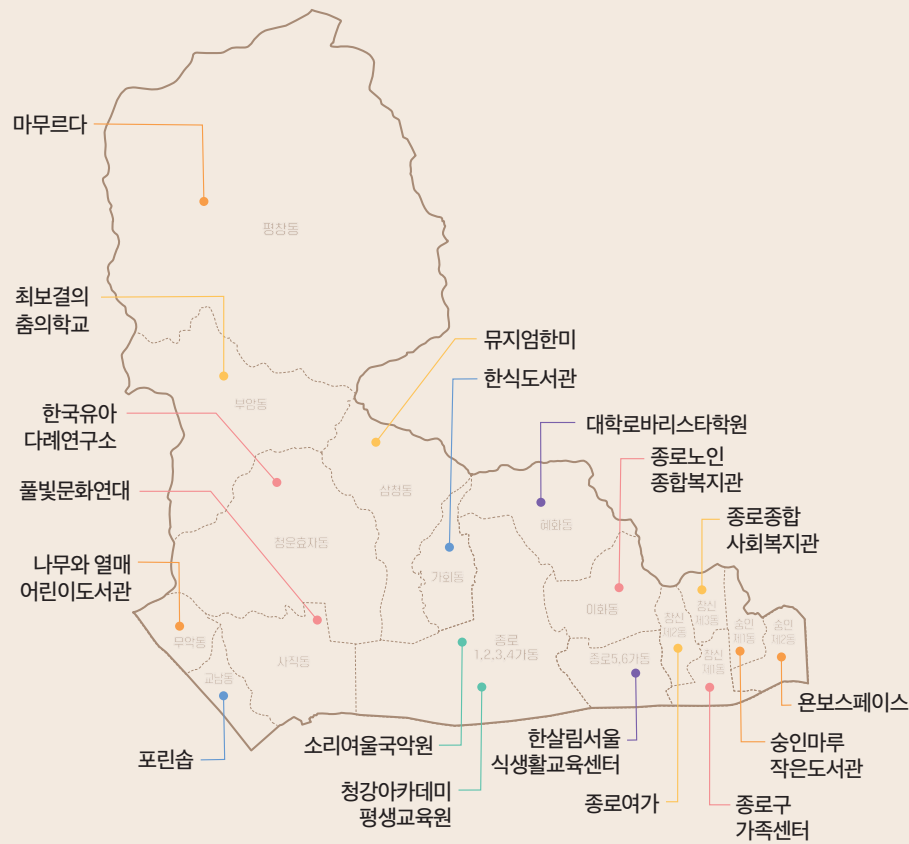 마무르다
평창동
최보결의
춤의학교
뮤지엄한미
한식도서관
부암동
한국유아
다례연구소
대학로바리스타학원
종로노인
종합복지관
풀빛문화연대
삼청동
혜화동
종로종합
사회복지관
청운효자동
나무와 열매
어린이도서관
가회동
이화동
창신
제2동
창신
제3동
숭인
제1동
숭인
제2동
무악동
사직동
종로
1,2,3,4가동
종로5,6가동
창신
제1동
교남동
욘보스페이스
포린솝
소리여울국악원
한살림서울
식생활교육센터
숭인마루
작은도서관
청강아카데미
평생교육원
종로여가
종로구
가족센터